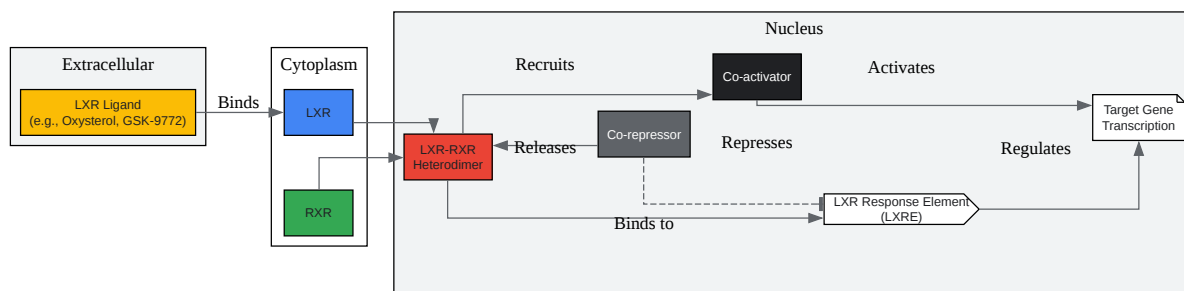 Nucleus
Extracellular
Cytoplasm
Recruits
Activates
Co-activator
LXR Ligand
(e.g., Oxysterol, GSK-9772)
Binds
LXR
Target Gene
Transcription
Co-repressor
LXR-RXR
Heterodimer
Releases
Represses
Regulates
RXR
LXR Response Element
(LXRE)
Binds to